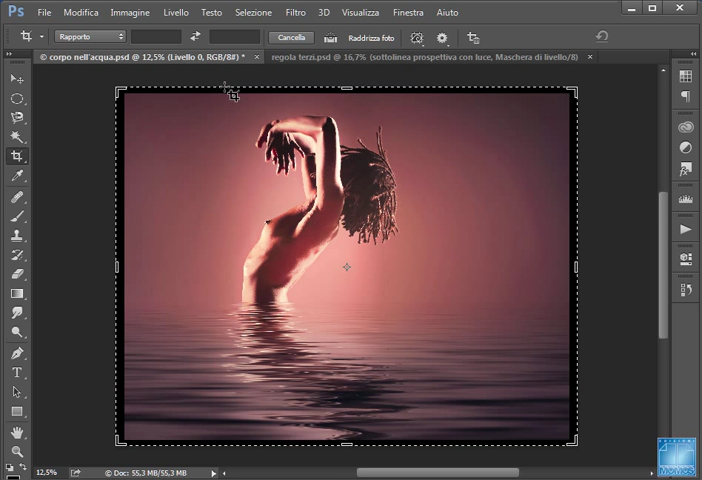 Ps File Modifica Immagine Livello Testo Selezione Filtro 3D Visualizza Finestra Aiuto
Rapporto Cancella Raddrizza foto
© corpo nell'acqua.psd @ 12,5% (Livello 0, RGB/8#) * × regola terzi.psd @ 16,7% (sottolinea prospettiva con luce, Maschera di livello/8) ×
12,5% © Doc: 55,3 MB/55,3 MB